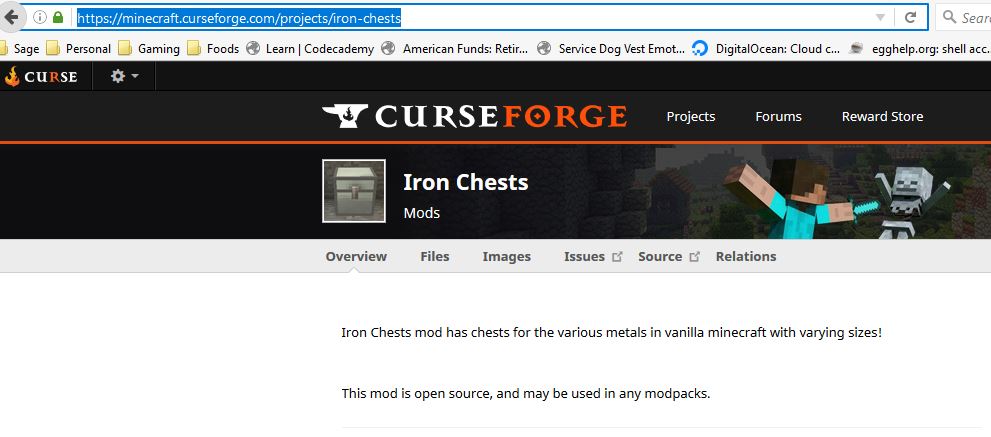 https://minecraft.curseforge.com/projects/iron-chests
Searc
Sage Personal Gaming Foods Learn | Codecademy American Funds: Retir... Service Dog Vest Emot... DigitalOcean: Cloud c... egghelp.org: shell acc...
CURSE
CURSEFORGE Projects Forums Reward Store
Iron Chests
Mods
Overview Files Images Issues Source Relations
Iron Chests mod has chests for the various metals in vanilla minecraft with varying sizes!
This mod is open source, and may be used in any modpacks.